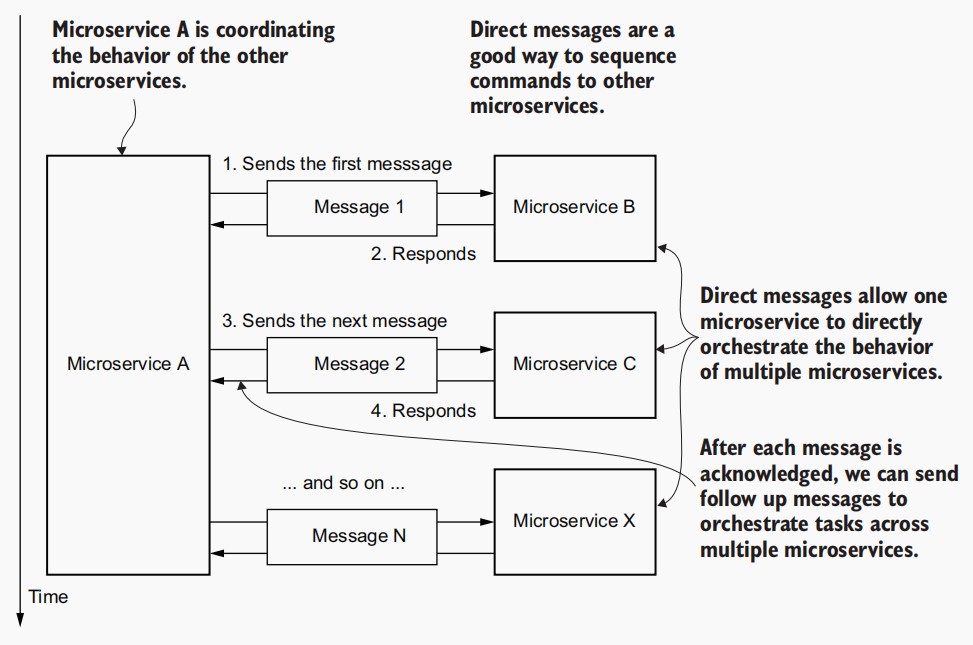 Microservice A is coordinating
the behavior of the other
microservices.
Direct messages are a
good way to sequence
commands to other
microservices.
1. Sends the first messsage
Message 1
Microservice B
2. Responds
Direct messages allow one
microservice to directly
orchestrate the behavior
of multiple microservices.
3. Sends the next message
Microservice A
Message 2
Microservice C
4. Responds
After each message is
acknowledged, we can send
follow up messages to
orchestrate tasks across
multiple microservices.
... and so on ...
Message N
Microservice X
Time